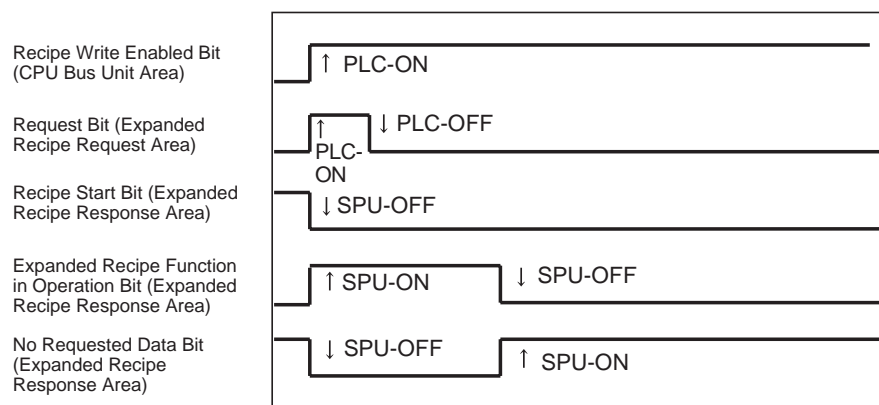 Recipe Write Enabled Bit
(CPU Bus Unit Area)
↑ PLC-ON
Request Bit (Expanded
Recipe Request Area)
↑
PLC-
ON
↓ PLC-OFF
Recipe Start Bit (Expanded
Recipe Response Area)
↓ SPU-OFF
Expanded Recipe Function
in Operation Bit (Expanded
Recipe Response Area)
↑ SPU-ON
↓ SPU-OFF
No Requested Data Bit
(Expanded Recipe
Response Area)
↓ SPU-OFF
↑ SPU-ON